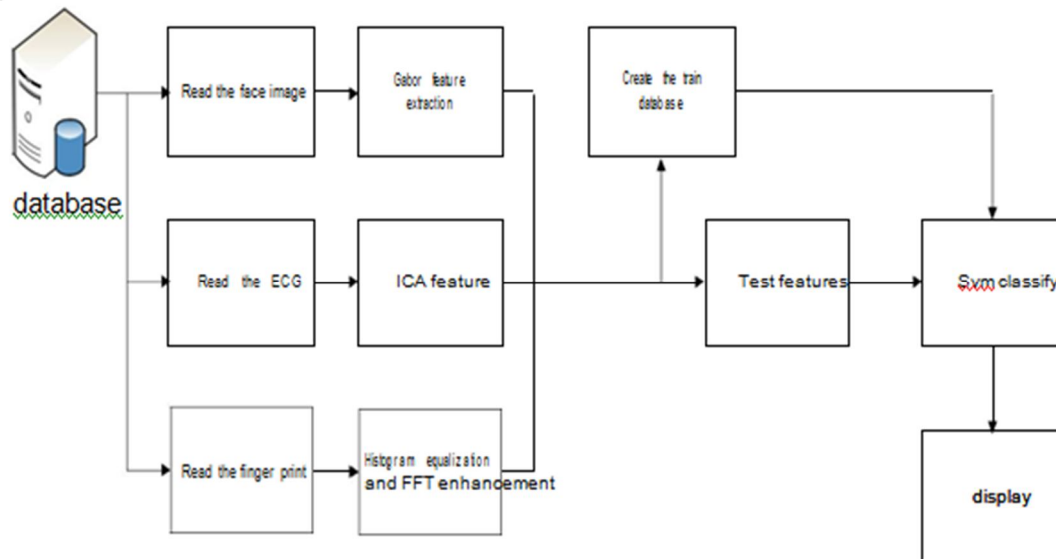 database
Read the face image
Gabor feature
extraction
Create the train
database
Read the ECG
ICA feature
Test features
Svm classify
Read the finger print
Histogram equalization
and FFT enhancement
display